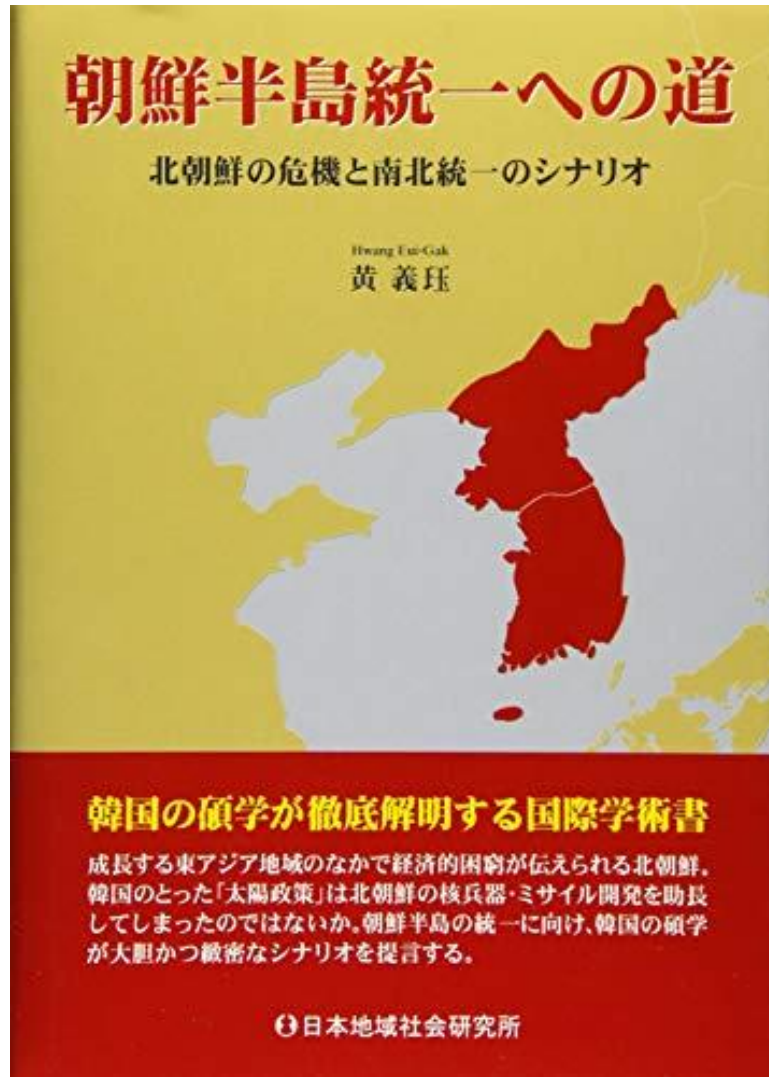 朝鮮半島統一への道
北朝鮮の危機と南北統一のシナリオ
Hwang Eui-Gak
黄 義珏
韓国の碩学が徹底解明する国際学術書
成長する東アジア地域のなかで経済的困窮が伝えられる北朝鮮。
韓国のとった「太陽政策」は北朝鮮の核兵器・ミサイル開発を助長
してしまったのではないか。朝鮮半島の統一に向け、韓国の碩学
が大胆かつ緻密なシナリオを提言する。
日本地域社会研究所